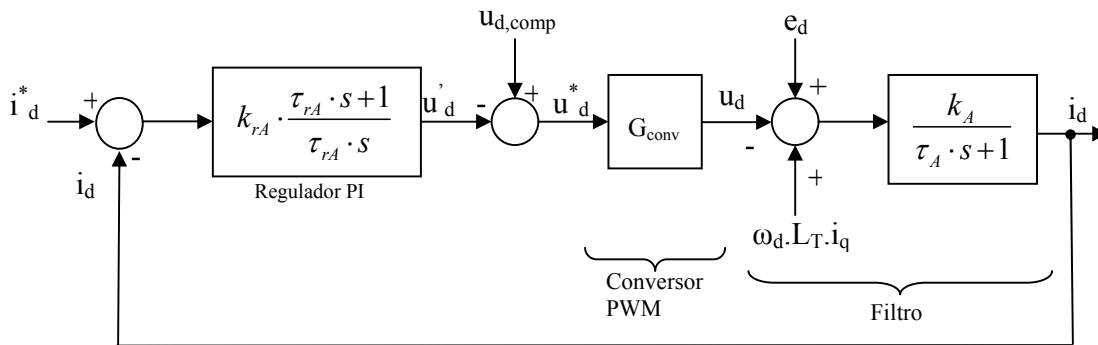 u_d,comp
e_d
i*_d
+
k_rA · (τ_rA · s + 1) / (τ_rA · s)
u'_d
-
+
u*_d
G_conv
u_d
+
-
+
k_A / (τ_A · s + 1)
i_d
-
i_d
Regulador PI
ω_d.L_T.i_q
Conversor
PWM
Filtro